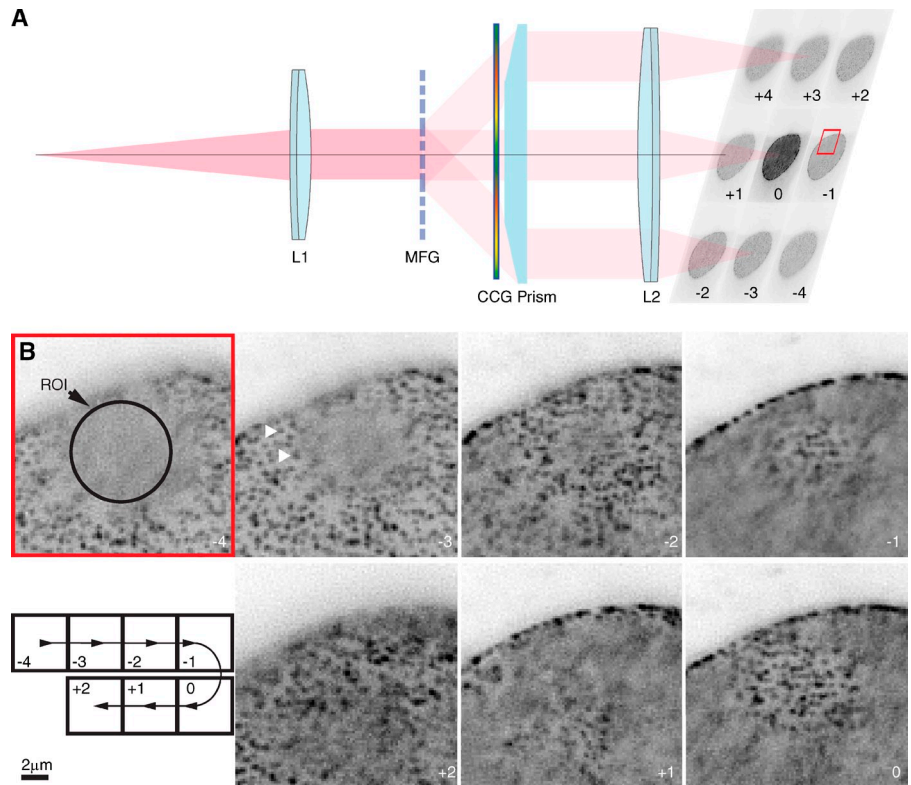 A
+4 +3 +2
+1 0 -1
-2 -3 -4
L1 MFG CCG Prism L2
B
ROI
-4 -3 -2 -1
-4 -3 -2 -1
+2 +1 0
2µm
+2 +1 0